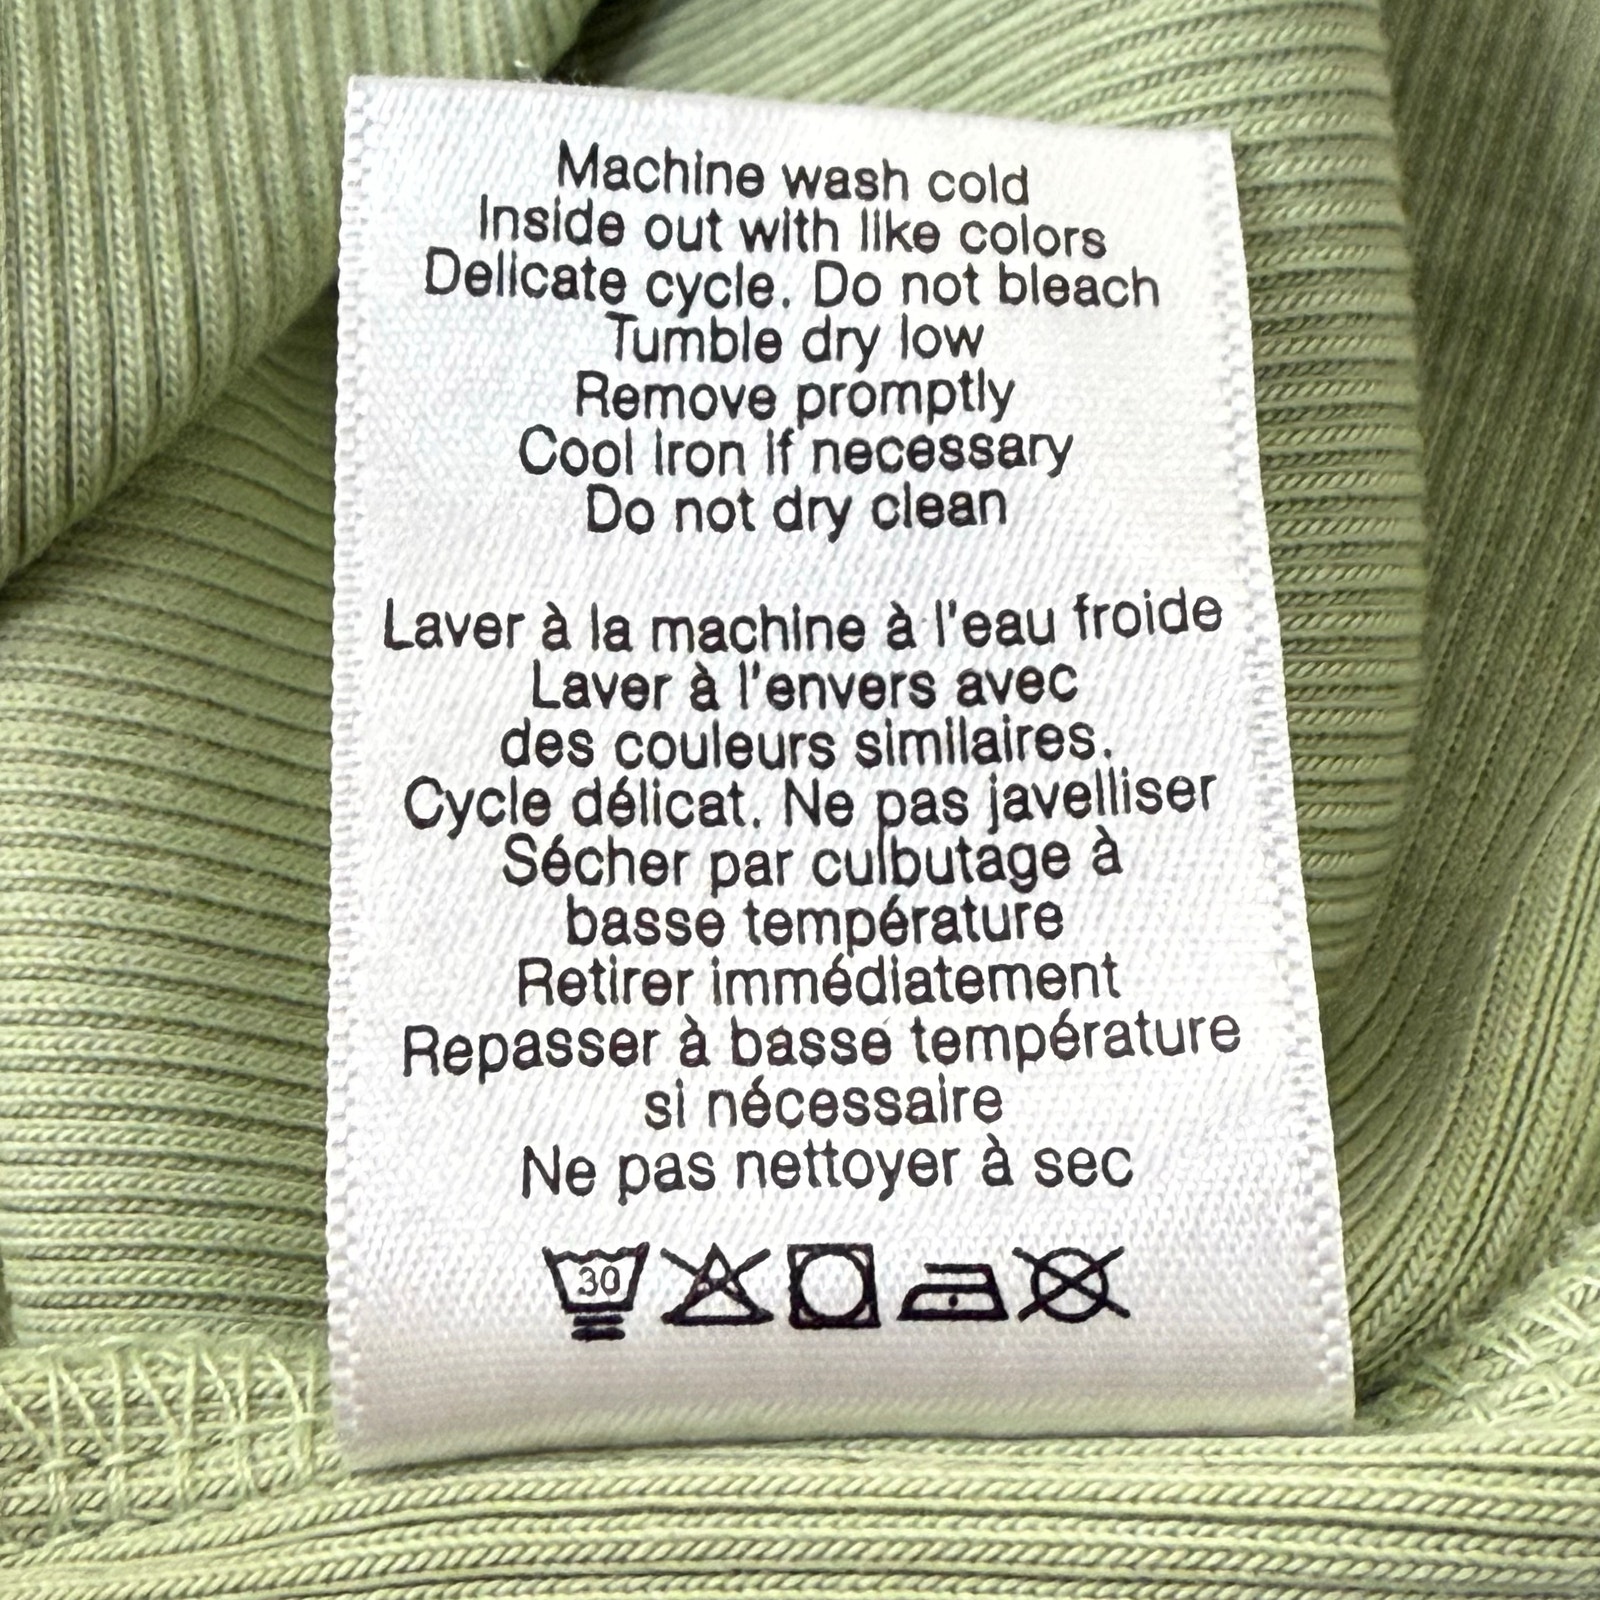 Machine wash cold
Inside out with like colors
Delicate cycle. Do not bleach
Tumble dry low
Remove promptly
Cool Iron If necessary
Do not dry clean
Laver à la machine à l'eau froide
Laver à l'envers avec
des couleurs similaires.
Cycle délicat. Ne pas javelliser
Sécher par culbutage à
basse température
Retirer immédiatement
Repasser à basse température
si nécessaire
Ne pas nettoyer à sec
30